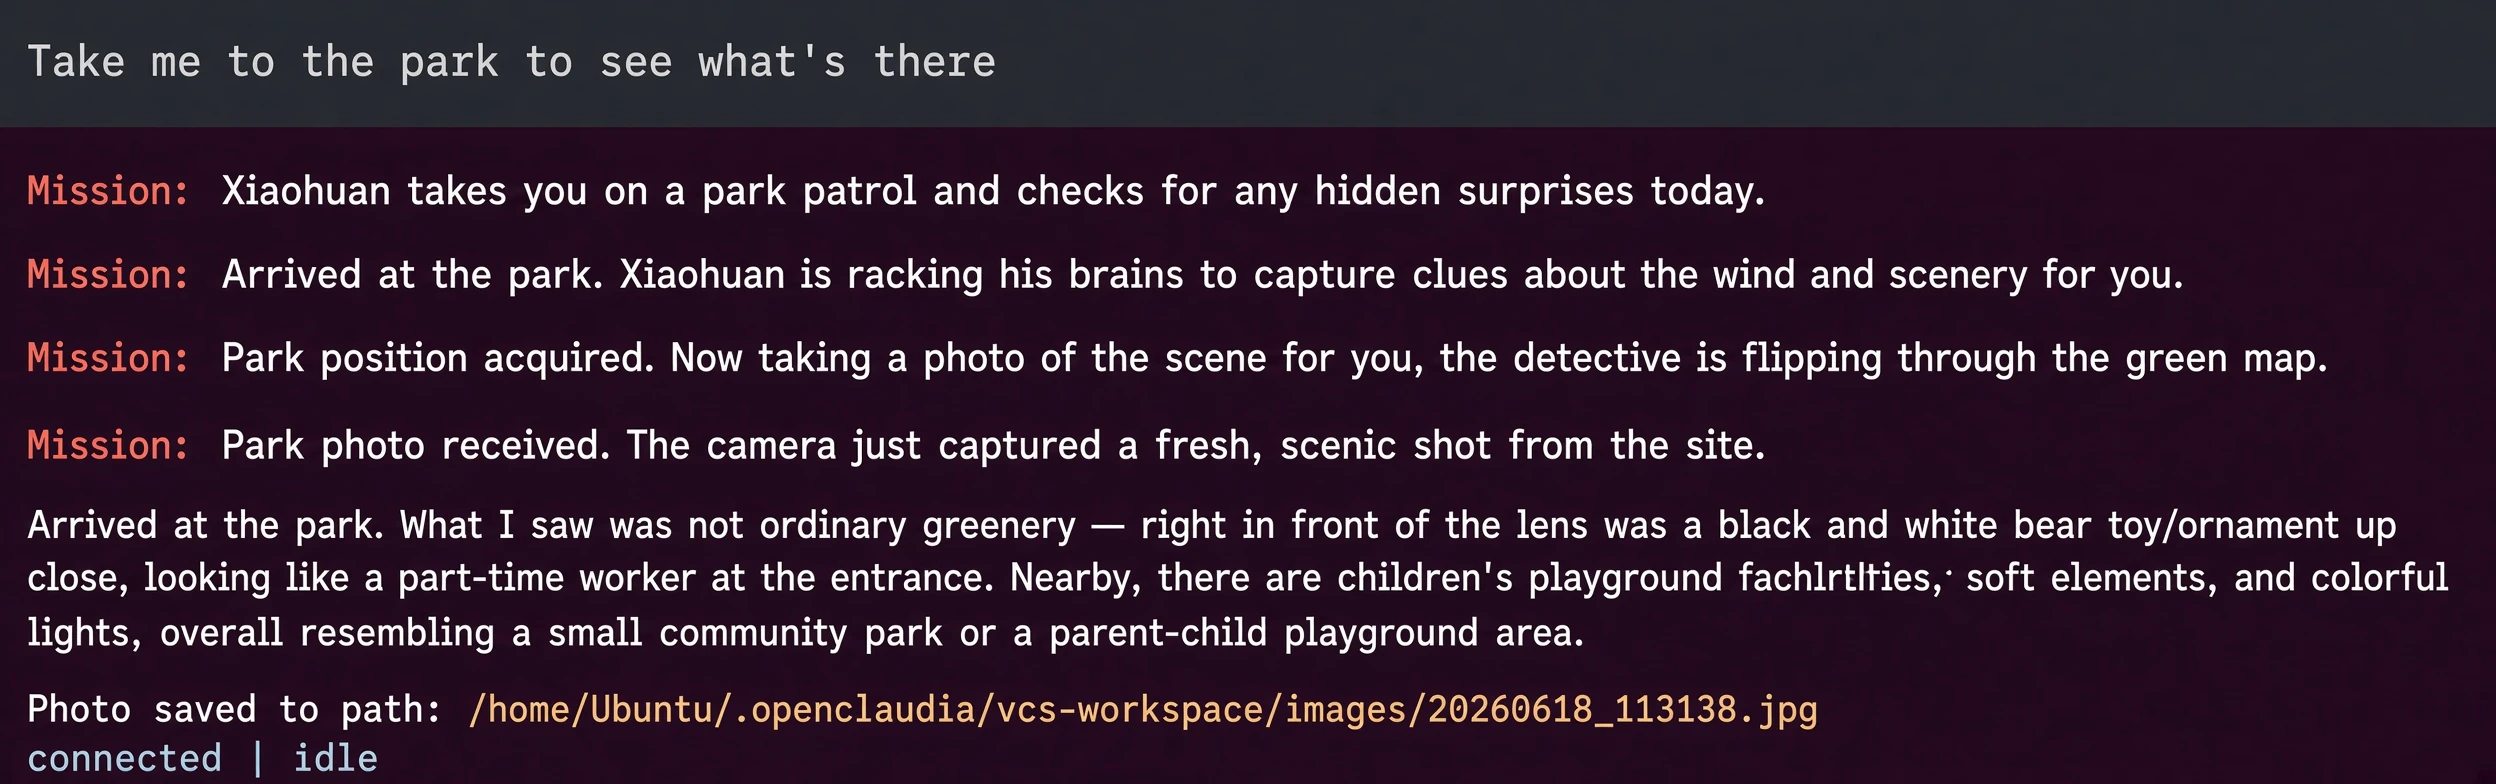 Take me to the park to see what's there
Mission: Xiaohuan takes you on a park patrol and checks for any hidden surprises today.
Mission: Arrived at the park. Xiaohuan is racking his brains to capture clues about the wind and scenery for you.
Mission: Park position acquired. Now taking a photo of the scene for you, the detective is flipping through the green map.
Mission: Park photo received. The camera just captured a fresh, scenic shot from the site.
Arrived at the park. What I saw was not ordinary greenery — right in front of the lens was a black and white bear toy/ornament up
close, looking like a part-time worker at the entrance. Nearby, there are children's playground soft elements, and colorful
lights, overall resembling a small community park or a parent-child playground area.
Photo saved to path: /home/Ubuntu/.openclaudia/vcs-workspace/images/20260618_113138.jpg
connected | idle